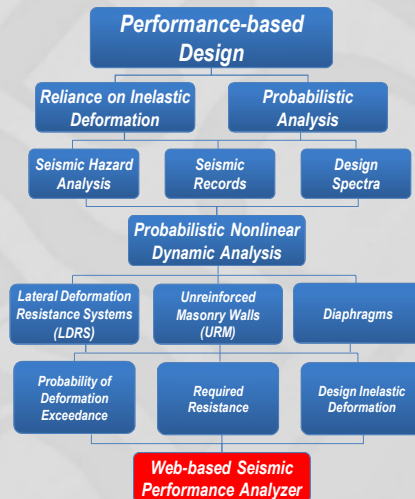 Performance-based
Design
Reliance on Inelastic
Deformation
Probabilistic
Analysis
Seismic Hazard
Analysis
Seismic
Records
Design
Spectra
Probabilistic Nonlinear
Dynamic Analysis
Lateral Deformation
Resistance Systems
(LDRS)
Unreinforced
Masonry Walls
(URM)
Diaphragms
Probability of
Deformation
Exceedance
Required
Resistance
Design Inelastic
Deformation
Web-based Seismic
Performance Analyzer